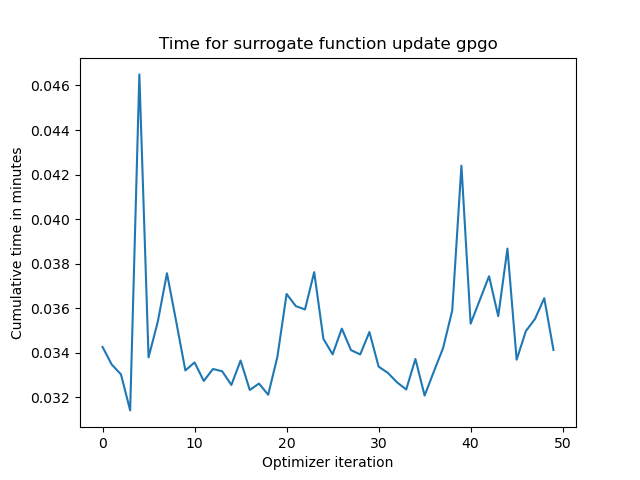 Time for surrogate function update gpgo
Cumulative time in minutes
0.046
0.044
0.042
0.040
0.038
0.036
0.034
0.032
0 10 20 30 40 50
Optimizer iteration